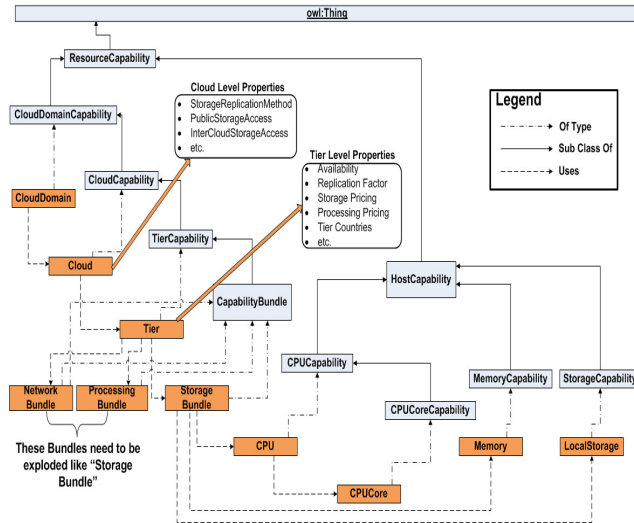 owl:Thing
ResourceCapability
Cloud Level Properties
• StorageReplicationMethod
• PublicStorageAccess
• InterCloudStorageAccess
• etc.
Legend
Of Type
Sub Class Of
Uses
CloudDomainCapability
CloudCapability
Tier Level Properties
• Availability
• Replication Factor
• Storage Pricing
• Processing Pricing
• Tier Countries
• etc.
CloudDomain
TierCapability
Cloud
HostCapability
CapabilityBundle
Tier
CPUCapability
MemoryCapability
StorageCapability
Network
Bundle
Processing
Bundle
Storage
Bundle
CPUCoreCapability
These Bundles need to be
exploded like “Storage
Bundle”
CPU
Memory
LocalStorage
CPUCore